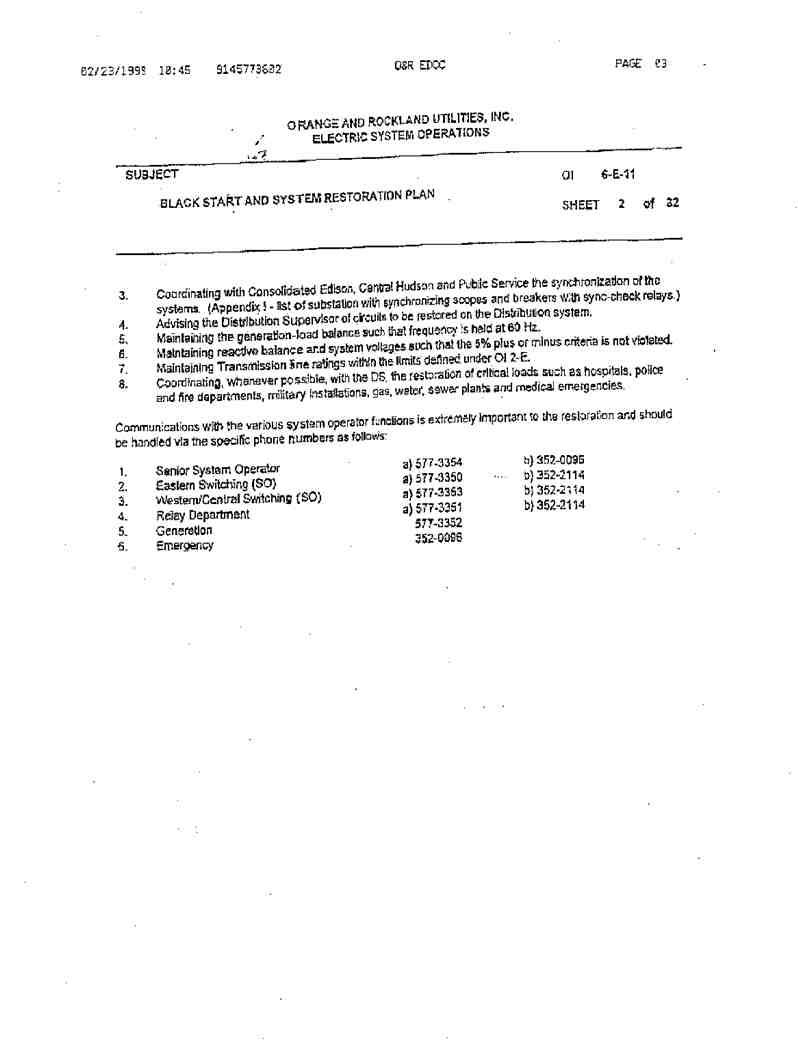 02/23/1999 10:45 9145773602 O&R EDCC PAGE 03
ORANGE AND ROCKLAND UTILITIES, INC.
ELECTRIC SYSTEM OPERATIONS
SUBJECT OI 6-E-11
BLACK START AND SYSTEM RESTORATION PLAN SHEET 2 of 32
3. Coordinating with Consolidated Edison, Central Hudson and Public Service the synchronization of the
systems. (Appendix I - list of substation with synchronizing scopes and breakers with sync-check relays.)
4. Advising the Distribution Supervisor of circuits to be restored on the Distribution system.
5. Maintaining the generation-load balance such that frequency is held at 60 Hz.
6. Maintaining reactive balance and system voltages such that the 5% plus or minus criteria is not violated.
7. Maintaining Transmission line ratings within the limits defined under OI 2-E.
8. Coordinating, whenever possible, with the DS, the restoration of critical loads such as hospitals, police
and fire departments, military installations, gas, water, sewer plants and medical emergencies.
Communications with the various system operator functions is extremely important to the restoration and should
be handled via the specific phone numbers as follows:
1. Senior System Operator a) 577-3354 b) 352-0096
2. Eastern Switching (SO) a) 577-3350 b) 352-2114
3. Western/Central Switching (SO) a) 577-3353 b) 352-2114
4. Relay Department a) 577-3351 b) 352-2114
5. Generation 577-3352
6. Emergency 352-0096